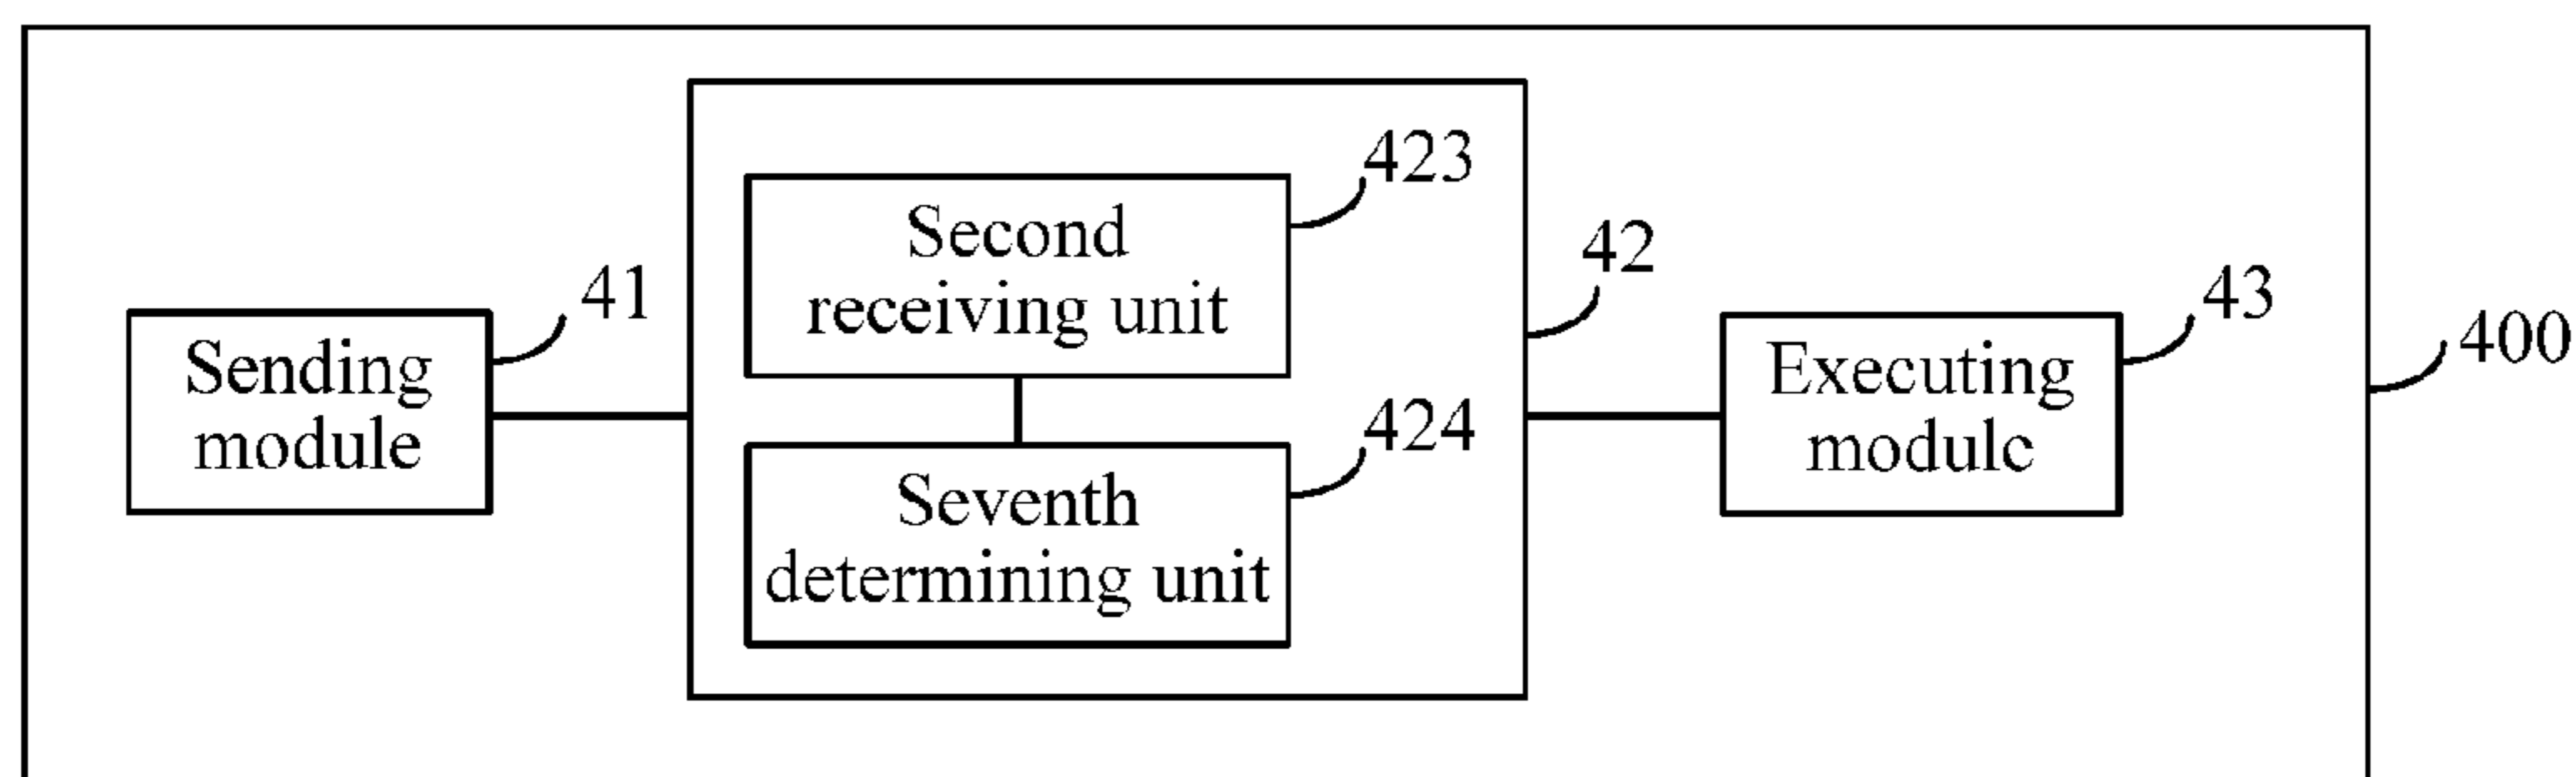 423
Second
receiving unit
42
41
43
Sending
module
Executing
module
400
424
Seventh
determining unit